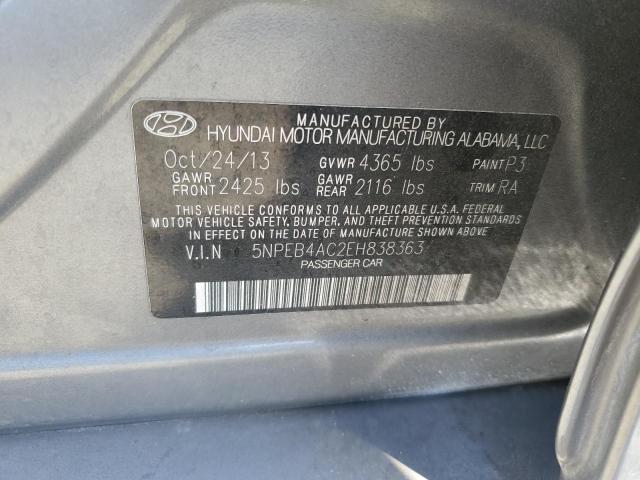 MANUFACTURED BY
HYUNDAI MOTOR MANUFACTURING ALABAMA, LLC
Oct/24/13 GVWR 4365 lbs PAINT P3
GAWR FRONT 2425 lbs GAWR REAR 2116 lbs TRIM RA
THIS VEHICLE CONFORMS TO ALL APPLICABLE U.S.A. FEDERAL
MOTOR VEHICLE SAFETY, BUMPER, AND THEFT PREVENTION STANDARDS
IN EFFECT ON THE DATE OF MANUFACTURE SHOWN ABOVE.
V.I.N 5NPEB4AC2EH838363
PASSENGER CAR